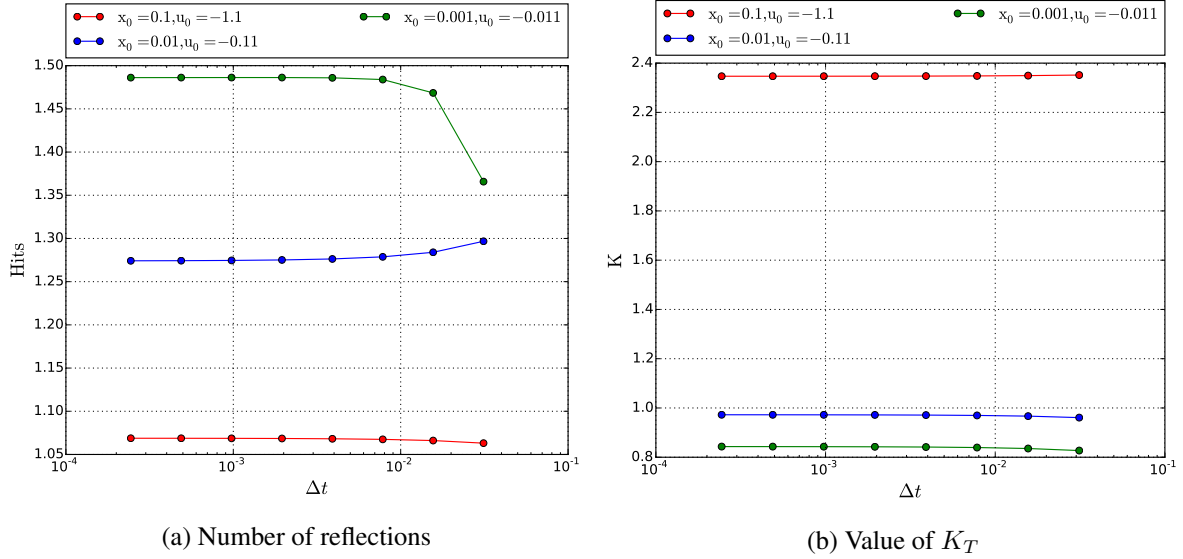 x₀ =0.1,u₀ =−1.1
x₀ =0.01,u₀ =−0.11
x₀ =0.001,u₀ =−0.011
1.50
1.45
1.40
1.35
1.30
1.25
1.20
1.15
1.10
1.05
Hits
10⁻⁴
10⁻³
10⁻²
10⁻¹
Δt
(a) Number of reflections
x₀ =0.1,u₀ =−1.1
x₀ =0.01,u₀ =−0.11
x₀ =0.001,u₀ =−0.011
2.4
2.2
2.0
1.8
1.6
1.4
1.2
1.0
0.8
K
10⁻⁴
10⁻³
10⁻²
10⁻¹
Δt
(b) Value of K_T